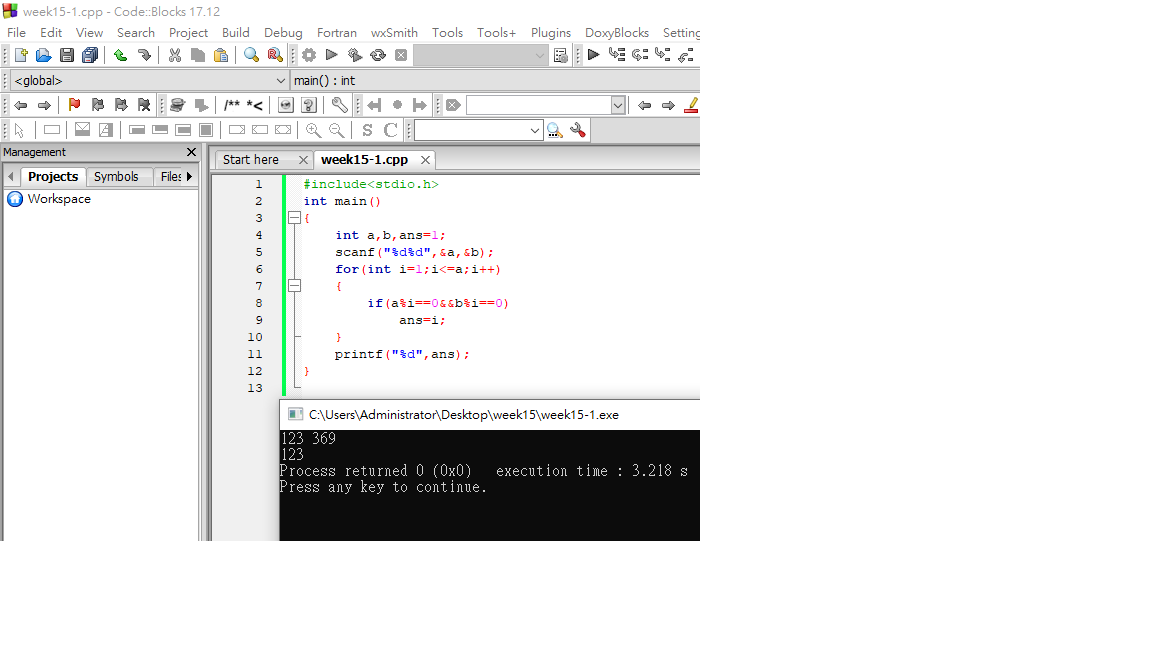 week15-1.cpp - Code::Blocks 17.12
File Edit View Search Project Build Debug Fortran wxSmith Tools Tools+ Plugins DoxyBlocks Setting
<global> main() : int
/** *<
S C
Management
Start here week15-1.cpp
Projects Symbols Files
Workspace
1 #include<stdio.h>
2 int main()
3 {
4 int a,b,ans=1;
5 scanf("%d%d",&a,&b);
6 for(int i=1;i<=a;i++)
7 {
8 if(a%i==0&&b%i==0)
9 ans=i;
10 }
11 printf("%d",ans);
12 }
13
C:\Users\Administrator\Desktop\week15\week15-1.exe
123 369
123
Process returned 0 (0x0) execution time : 3.218 s
Press any key to continue.